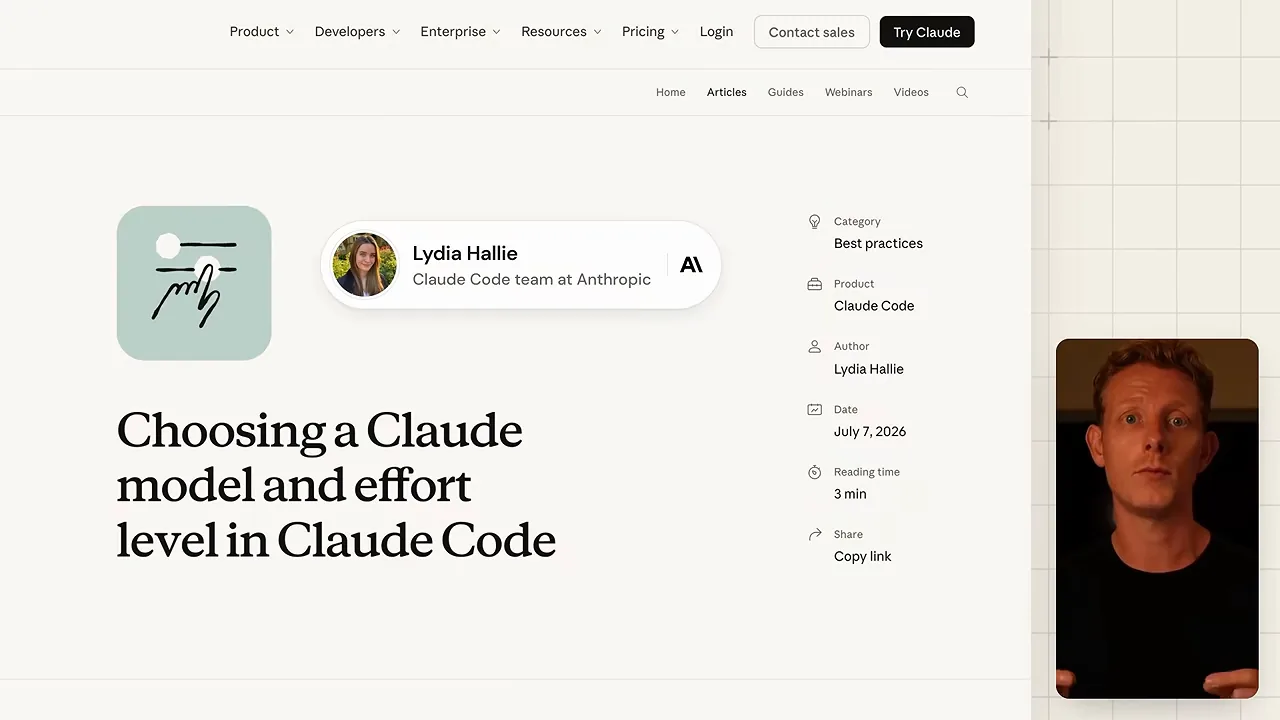 Product
Developers
Enterprise
Resources
Pricing
Login
Contact sales
Try Claude
Home
Articles
Guides
Webinars
Videos
Lydia Hallie
Claude Code team at Anthropic
A\
Choosing a Claude
model and effort
level in Claude Code
Category
Best practices
Product
Claude Code
Author
Lydia Hallie
Date
July 7, 2026
Reading time
3 min
Share
Copy link